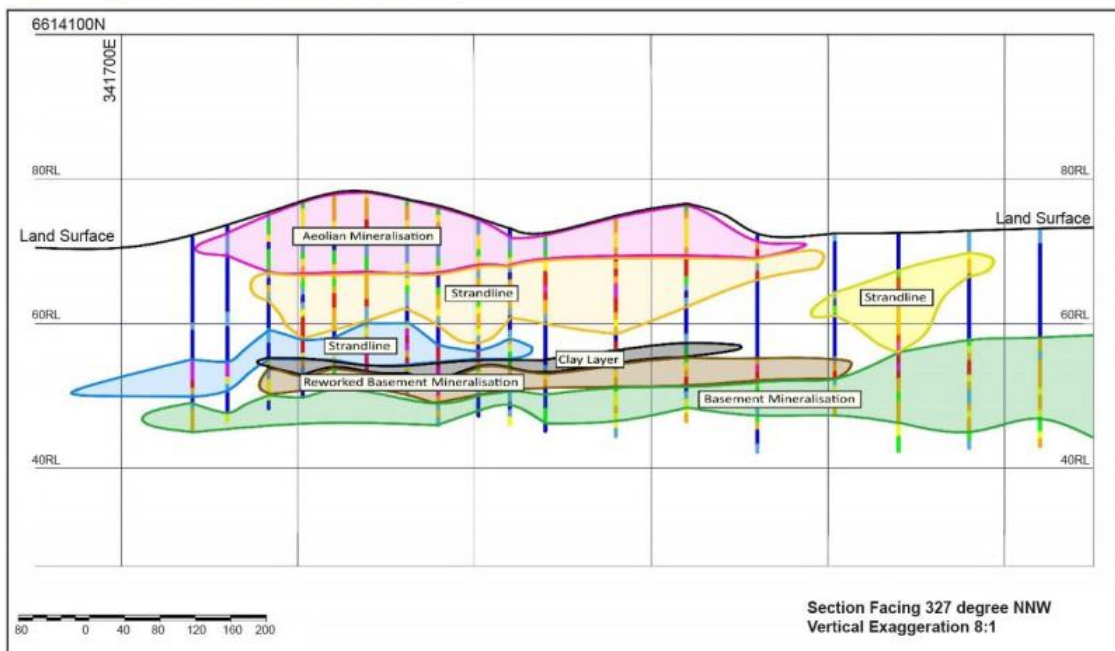 6614100N
341700E
80RL
80RL
Land Surface
Land Surface
Aeolian Mineralisation
Strandline
Strandline
60RL
60RL
Strandline
Clay Layer
Reworked Basement Mineralisation
Basement Mineralisation
40RL
40RL
80 0 40 80 120 160 200
Section Facing 327 degree NNW
Vertical Exaggeration 8:1